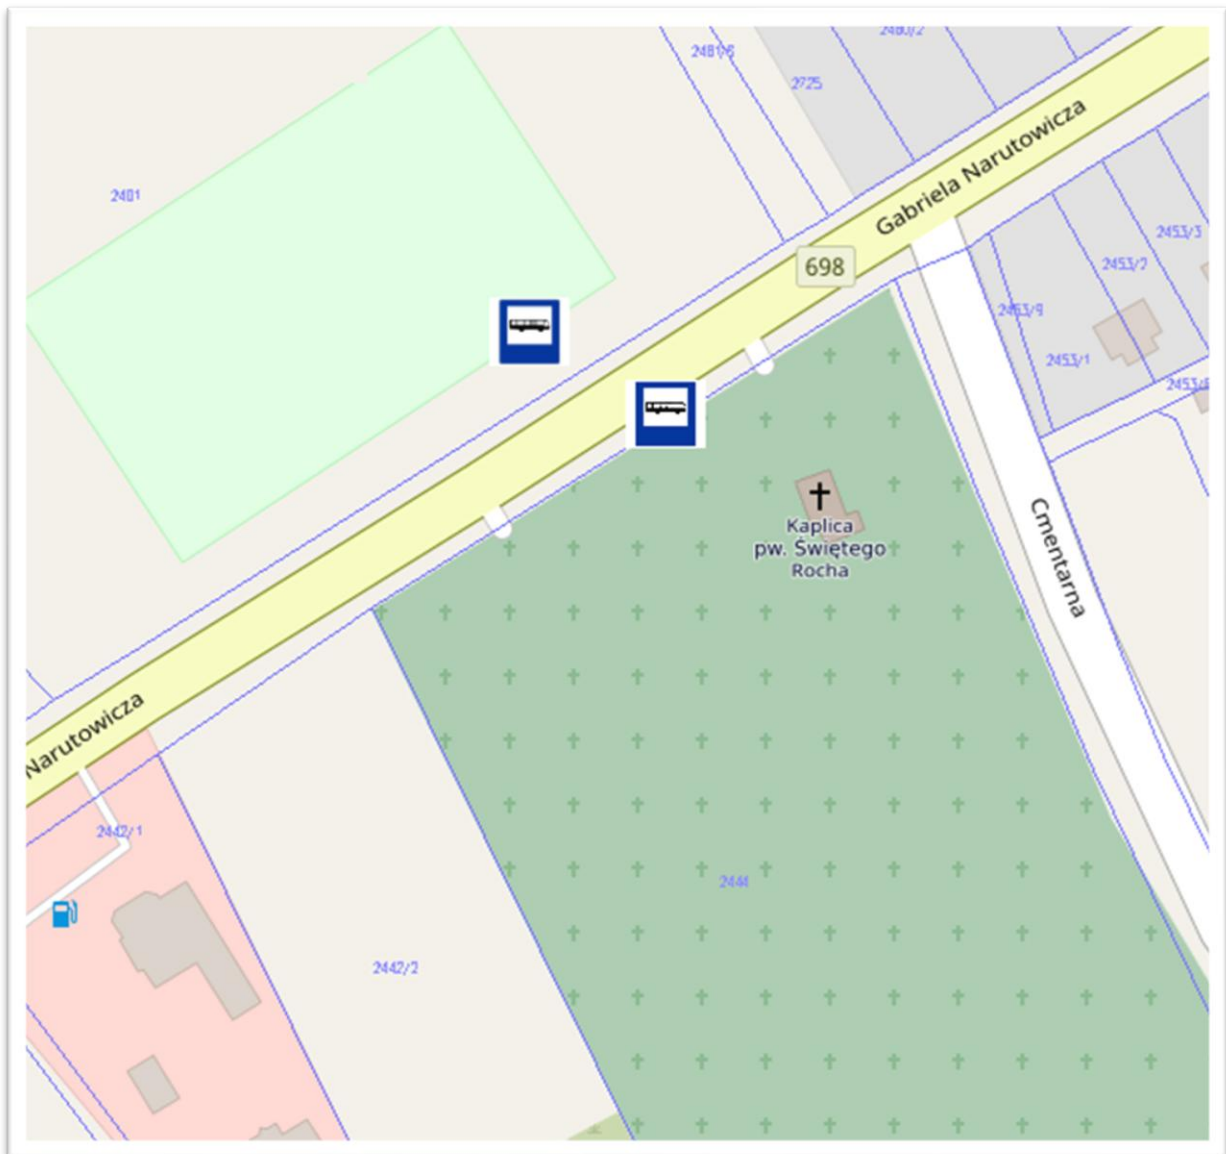 2480/2
2481/6
2725
Gabriela Narutowicza
2401
2453/3
698
2453/2
2453/9
2453/1
Kaplica
pw. Świętego
Rocha
Cmentarna
Narutowicza
2442/1
2444
2442/2